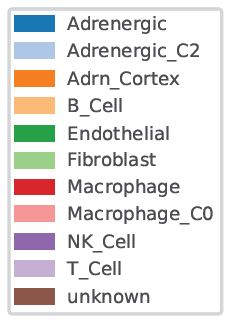 Adrenergic
Adrenergic_C2
Adrn_Cortex
B_Cell
Endothelial
Fibroblast
Macrophage
Macrophage_C0
NK_Cell
T_Cell
unknown